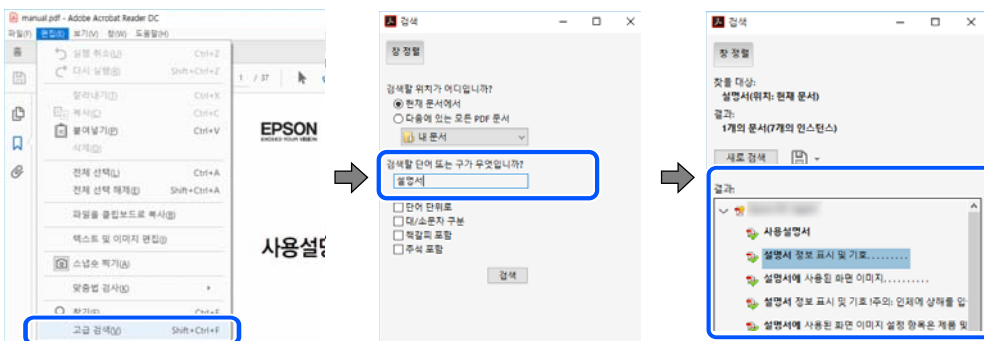 manual.pdf - Adobe Acrobat Reader DC
파일(F) 편집(E) 보기(V) 창(W) 도움말(H)
홈
실행 취소(U) Ctrl+Z
다시 실행(R) Shift+Ctrl+Z
잘라내기(T) Ctrl+X
복사(C) Ctrl+C
붙여넣기(P) Ctrl+V
삭제(D)
전체 선택(L) Ctrl+A
전체 선택 해제(E) Shift+Ctrl+A
파일을 클립보드로 복사(B)
텍스트 및 이미지 편집(I)
스냅숏 찍기(A)
맞춤법 검사(K)
찾기(F) Ctrl+F
고급 검색(V) Shift+Ctrl+F
1 / 37
EPSON
EXCEED YOUR VISION
사용설명
검색
창 정렬
검색할 위치가 어디입니까?
현재 문서에서
다음에 있는 모든 PDF 문서
내 문서
검색할 단어 또는 구가 무엇입니까?
설명서
단어 단위로
대/소문자 구분
책갈피 포함
주석 포함
검색
검색
창 정렬
찾을 대상:
설명서(위치: 현재 문서)
결과:
1개의 문서(7개의 인스턴스)
새로 검색
결과:
사용설명서
설명서 정보 표시 및 기호.........
설명서에 사용된 화면 이미지..........
설명서 정보 표시 및 기호 !주의: 인체에 상해를 입
설명서에 사용된 화면 이미지 설정 항목은 제품 및